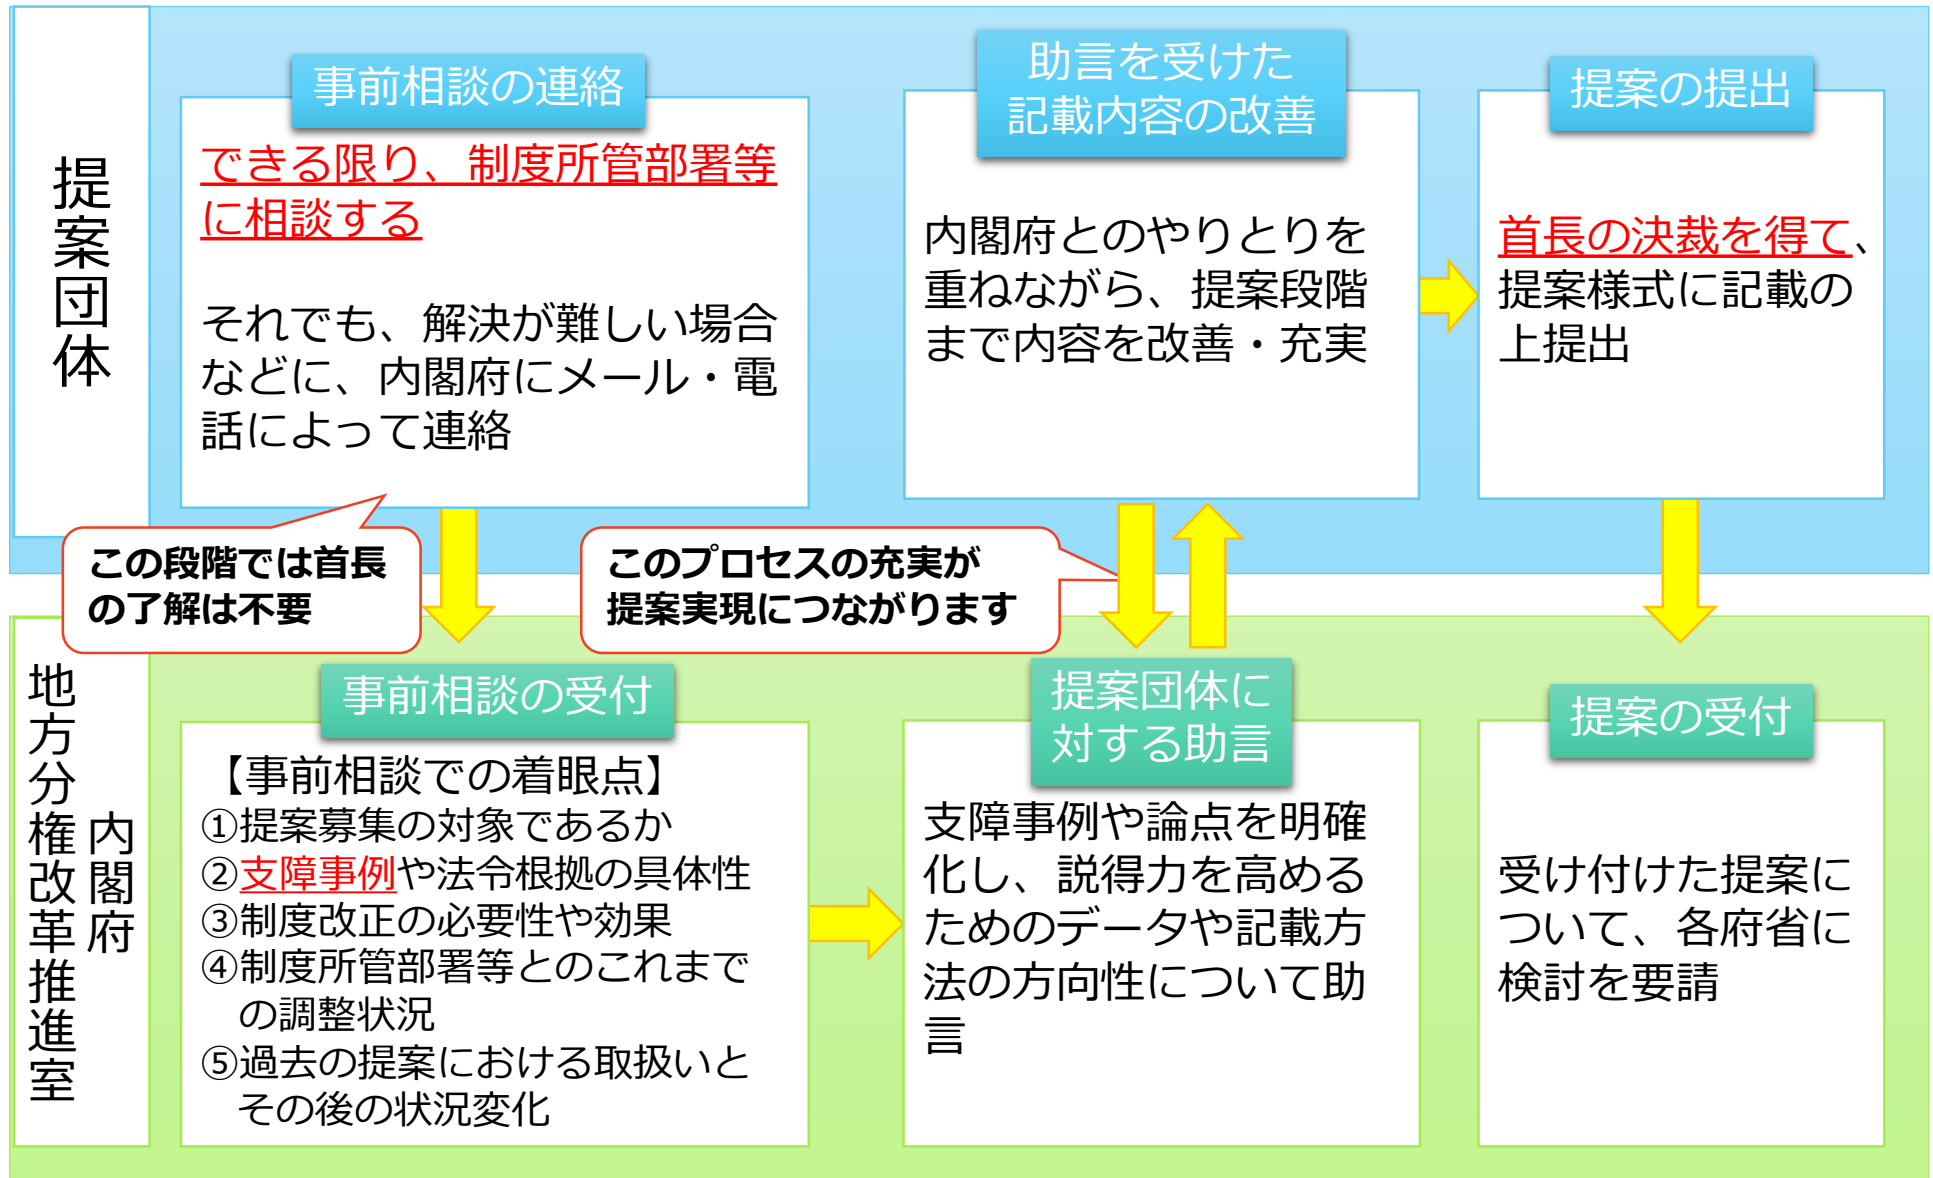 提案団体
事前相談の連絡
できる限り、制度所管部署等
に相談する
それでも、解決が難しい場合
などに、内閣府にメール・電
話によって連絡
助言を受けた
記載内容の改善
内閣府とのやりとりを
重ねながら、提案段階
まで内容を改善・充実
提案の提出
首長の決裁を得て、
提案様式に記載の
上提出
この段階では首長
の了解は不要
このプロセスの充実が
提案実現につながります
内閣府
地方分権改革推進室
事前相談の受付
【事前相談での着眼点】
①提案募集の対象であるか
②支障事例や法令根拠の具体性
③制度改正の必要性や効果
④制度所管部署等とのこれまで
の調整状況
⑤過去の提案における取扱いと
その後の状況変化
提案団体に
対する助言
支障事例や論点を明確
化し、説得力を高める
ためのデータや記載方
法の方向性について助
言
提案の受付
受け付けた提案に
ついて、各府省に
検討を要請